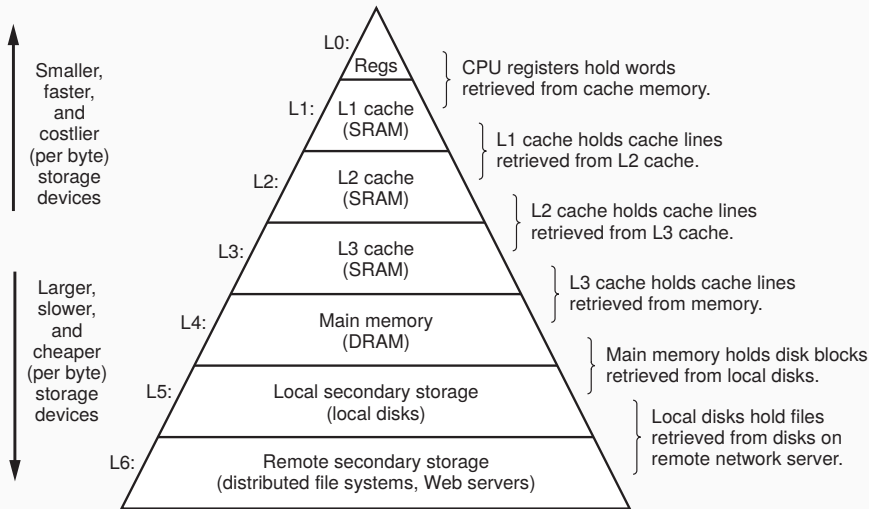 Smaller,
faster,
and
costlier
(per byte)
storage
devices
Larger,
slower,
and
cheaper
(per byte)
storage
devices
L0:
Regs
L1:
L1 cache
(SRAM)
L2:
L2 cache
(SRAM)
L3:
L3 cache
(SRAM)
L4:
Main memory
(DRAM)
L5:
Local secondary storage
(local disks)
L6:
Remote secondary storage
(distributed file systems, Web servers)
CPU registers hold words
retrieved from cache memory.
L1 cache holds cache lines
retrieved from L2 cache.
L2 cache holds cache lines
retrieved from L3 cache.
L3 cache holds cache lines
retrieved from memory.
Main memory holds disk blocks
retrieved from local disks.
Local disks hold files
retrieved from disks on
remote network server.